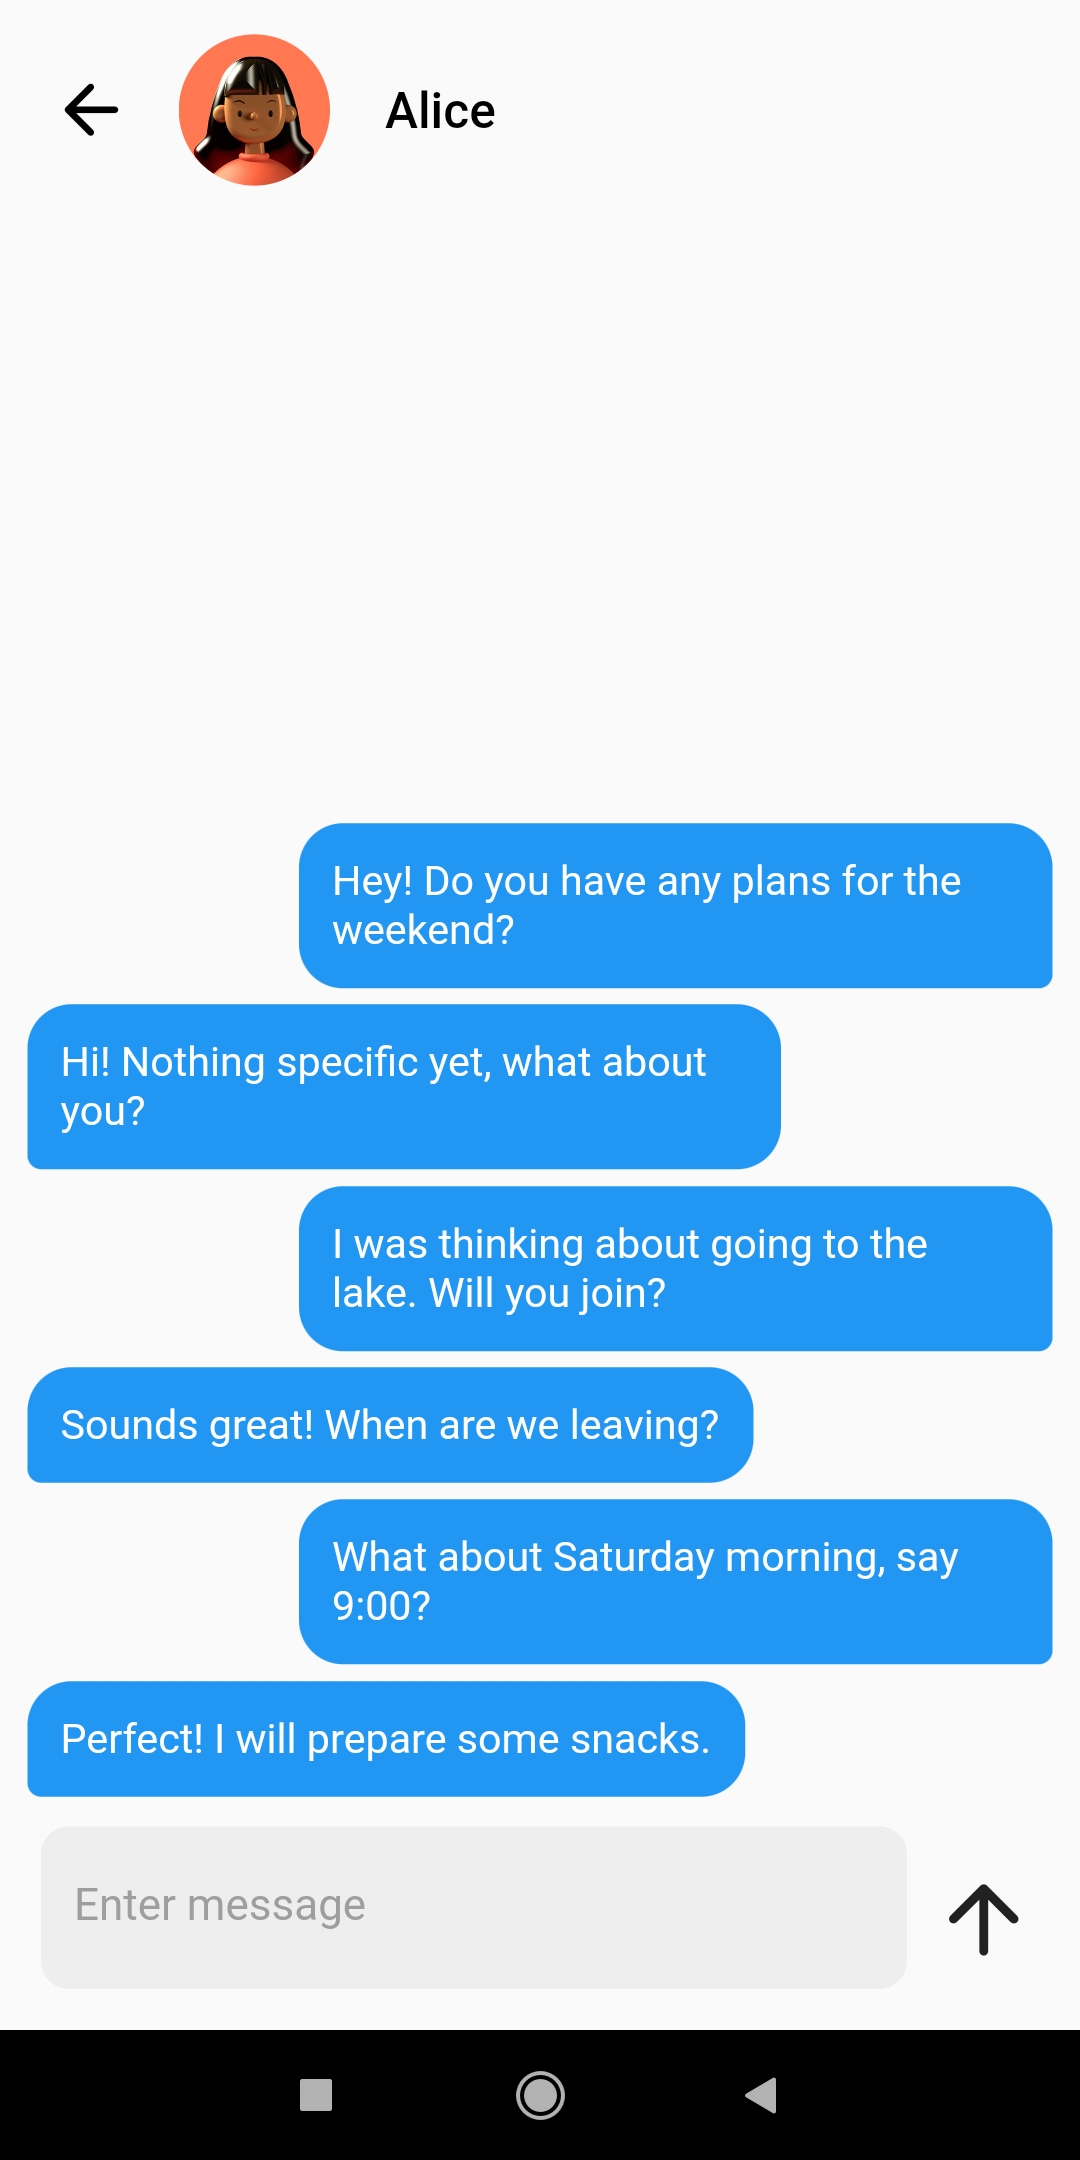 Alice
Hey! Do you have any plans for the
weekend?
Hi! Nothing specific yet, what about
you?
I was thinking about going to the
lake. Will you join?
Sounds great! When are we leaving?
What about Saturday morning, say
9:00?
Perfect! I will prepare some snacks.
Enter message